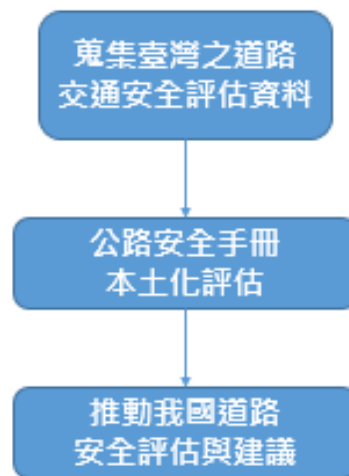 蒐集臺灣之道路
交通安全評估資料
公路安全手冊
本土化評估
推動我國道路
安全評估與建議